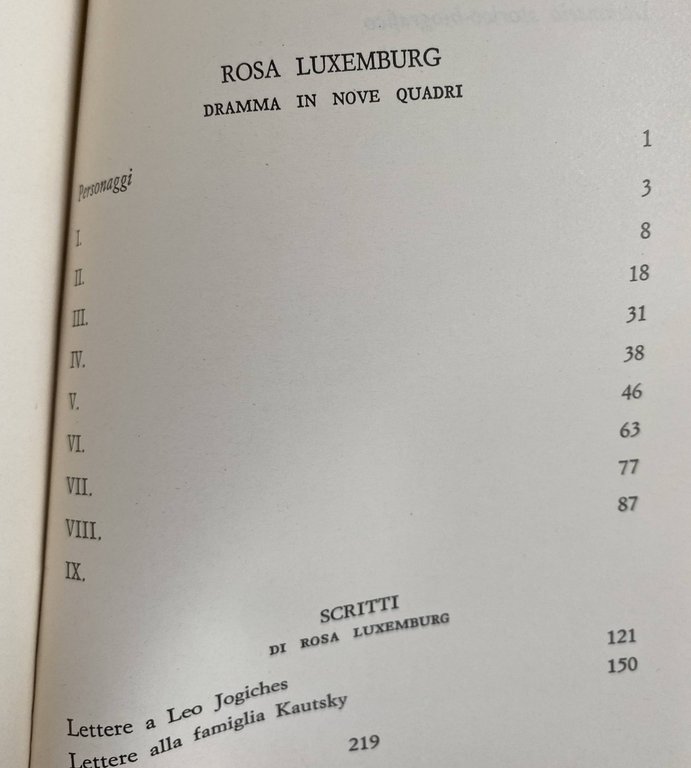 ROSA LUXEMBURG
DRAMMA IN NOVE QUADRI
Personaggi 1
I. 3
II. 8
III. 18
IV. 31
V. 38
VI. 46
VII. 63
VIII. 77
IX. 87
SCRITTI
DI ROSA LUXEMBURG
Lettere a Leo Jogiches 121
Lettere alla famiglia Kautsky 150
219